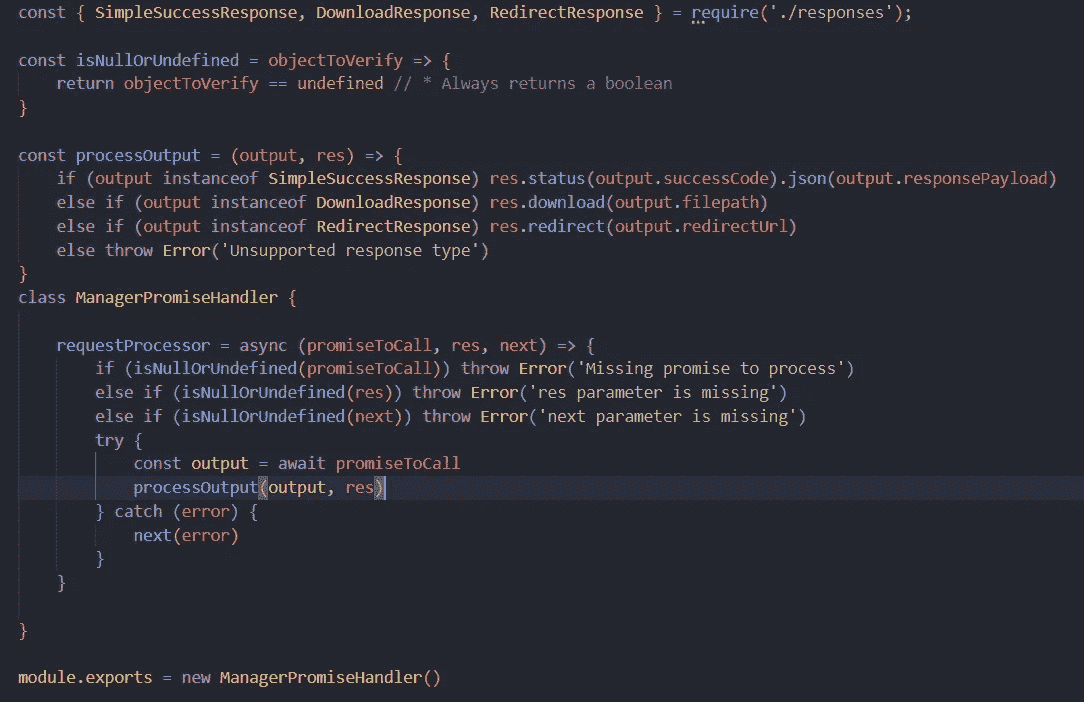 const { SimpleSuccessResponse, DownloadResponse, RedirectResponse } = require('./responses');
const isNullOrUndefined = objectToVerify => {
return objectToVerify == undefined // * Always returns a boolean
}
const processOutput = (output, res) => {
if (output instanceof SimpleSuccessResponse) res.status(output.successCode).json(output.responsePayload)
else if (output instanceof DownloadResponse) res.download(output.filepath)
else if (output instanceof RedirectResponse) res.redirect(output.redirectUrl)
else throw Error('Unsupported response type')
}
class ManagerPromiseHandler {
requestProcessor = async (promiseToCall, res, next) => {
if (isNullOrUndefined(promiseToCall)) throw Error('Missing promise to process')
else if (isNullOrUndefined(res)) throw Error('res parameter is missing')
else if (isNullOrUndefined(next)) throw Error('next parameter is missing')
try {
const output = await promiseToCall
processOutput(output, res)
} catch (error) {
next(error)
}
}
}
module.exports = new ManagerPromiseHandler()